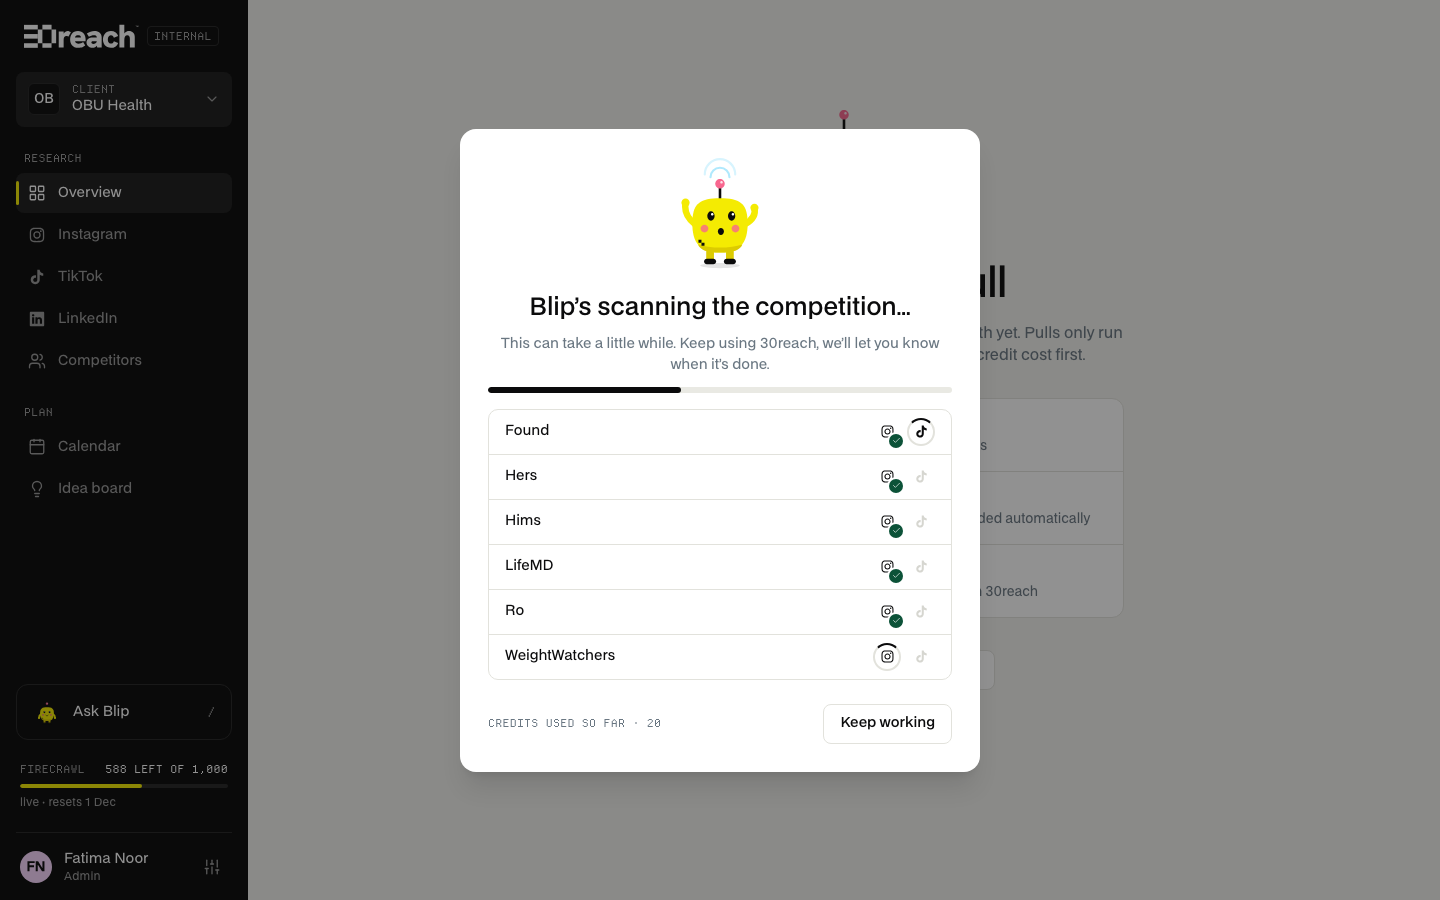 30reach INTERNAL
OB
CLIENT
OBU Health
RESEARCH
Overview
Instagram
TikTok
LinkedIn
Competitors
PLAN
Calendar
Idea board
Ask Blip /
FIRECRAWL 588 LEFT OF 1,000
live · resets 1 Dec
FN
Fatima Noor
Admin
Blip’s scanning the competition...
This can take a little while. Keep using 30reach, we’ll let you know
when it’s done.
Found
Hers
Hims
LifeMD
Ro
WeightWatchers
CREDITS USED SO FAR · 20
Keep working
yet. Pulls only run
credit cost first.
automatically
30reach